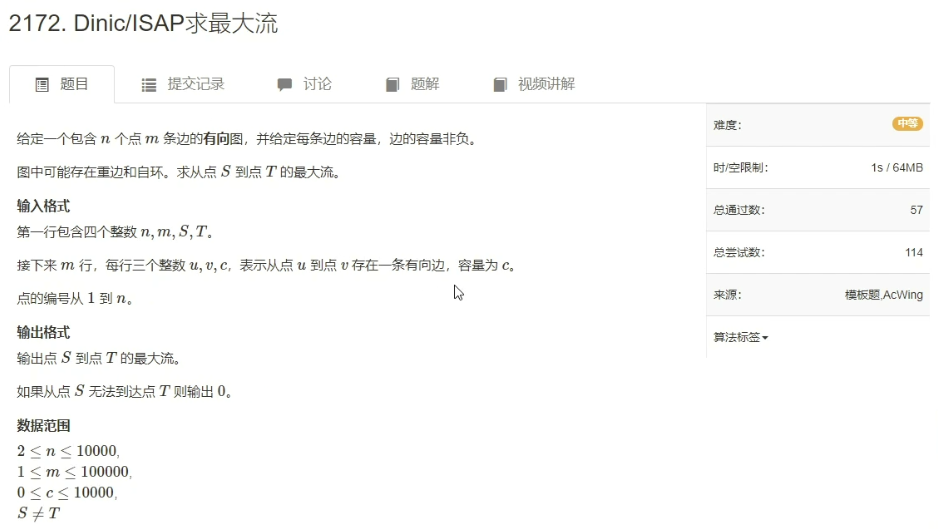 2172. Dinic/ISAP求最大流
题目 提交记录 讨论 题解 视频讲解
给定一个包含 n 个点 m 条边的有向图，并给定每条边的容量，边的容量非负。
图中可能存在重边和自环。求从点 S 到点 T 的最大流。
输入格式
第一行包含四个整数 n, m, S, T。
接下来 m 行，每行三个整数 u, v, c，表示从点 u 到点 v 存在一条有向边，容量为 c。
点的编号从 1 到 n。
输出格式
输出点 S 到点 T 的最大流。
如果从点 S 无法到达点 T 则输出 0。
数据范围
2 ≤ n ≤ 10000,
1 ≤ m ≤ 100000,
0 ≤ c ≤ 10000,
S ≠ T
难度： 中等
时/空限制： 1s / 64MB
总通过数： 57
总尝试数： 114
来源： 模板题,AcWing
算法标签